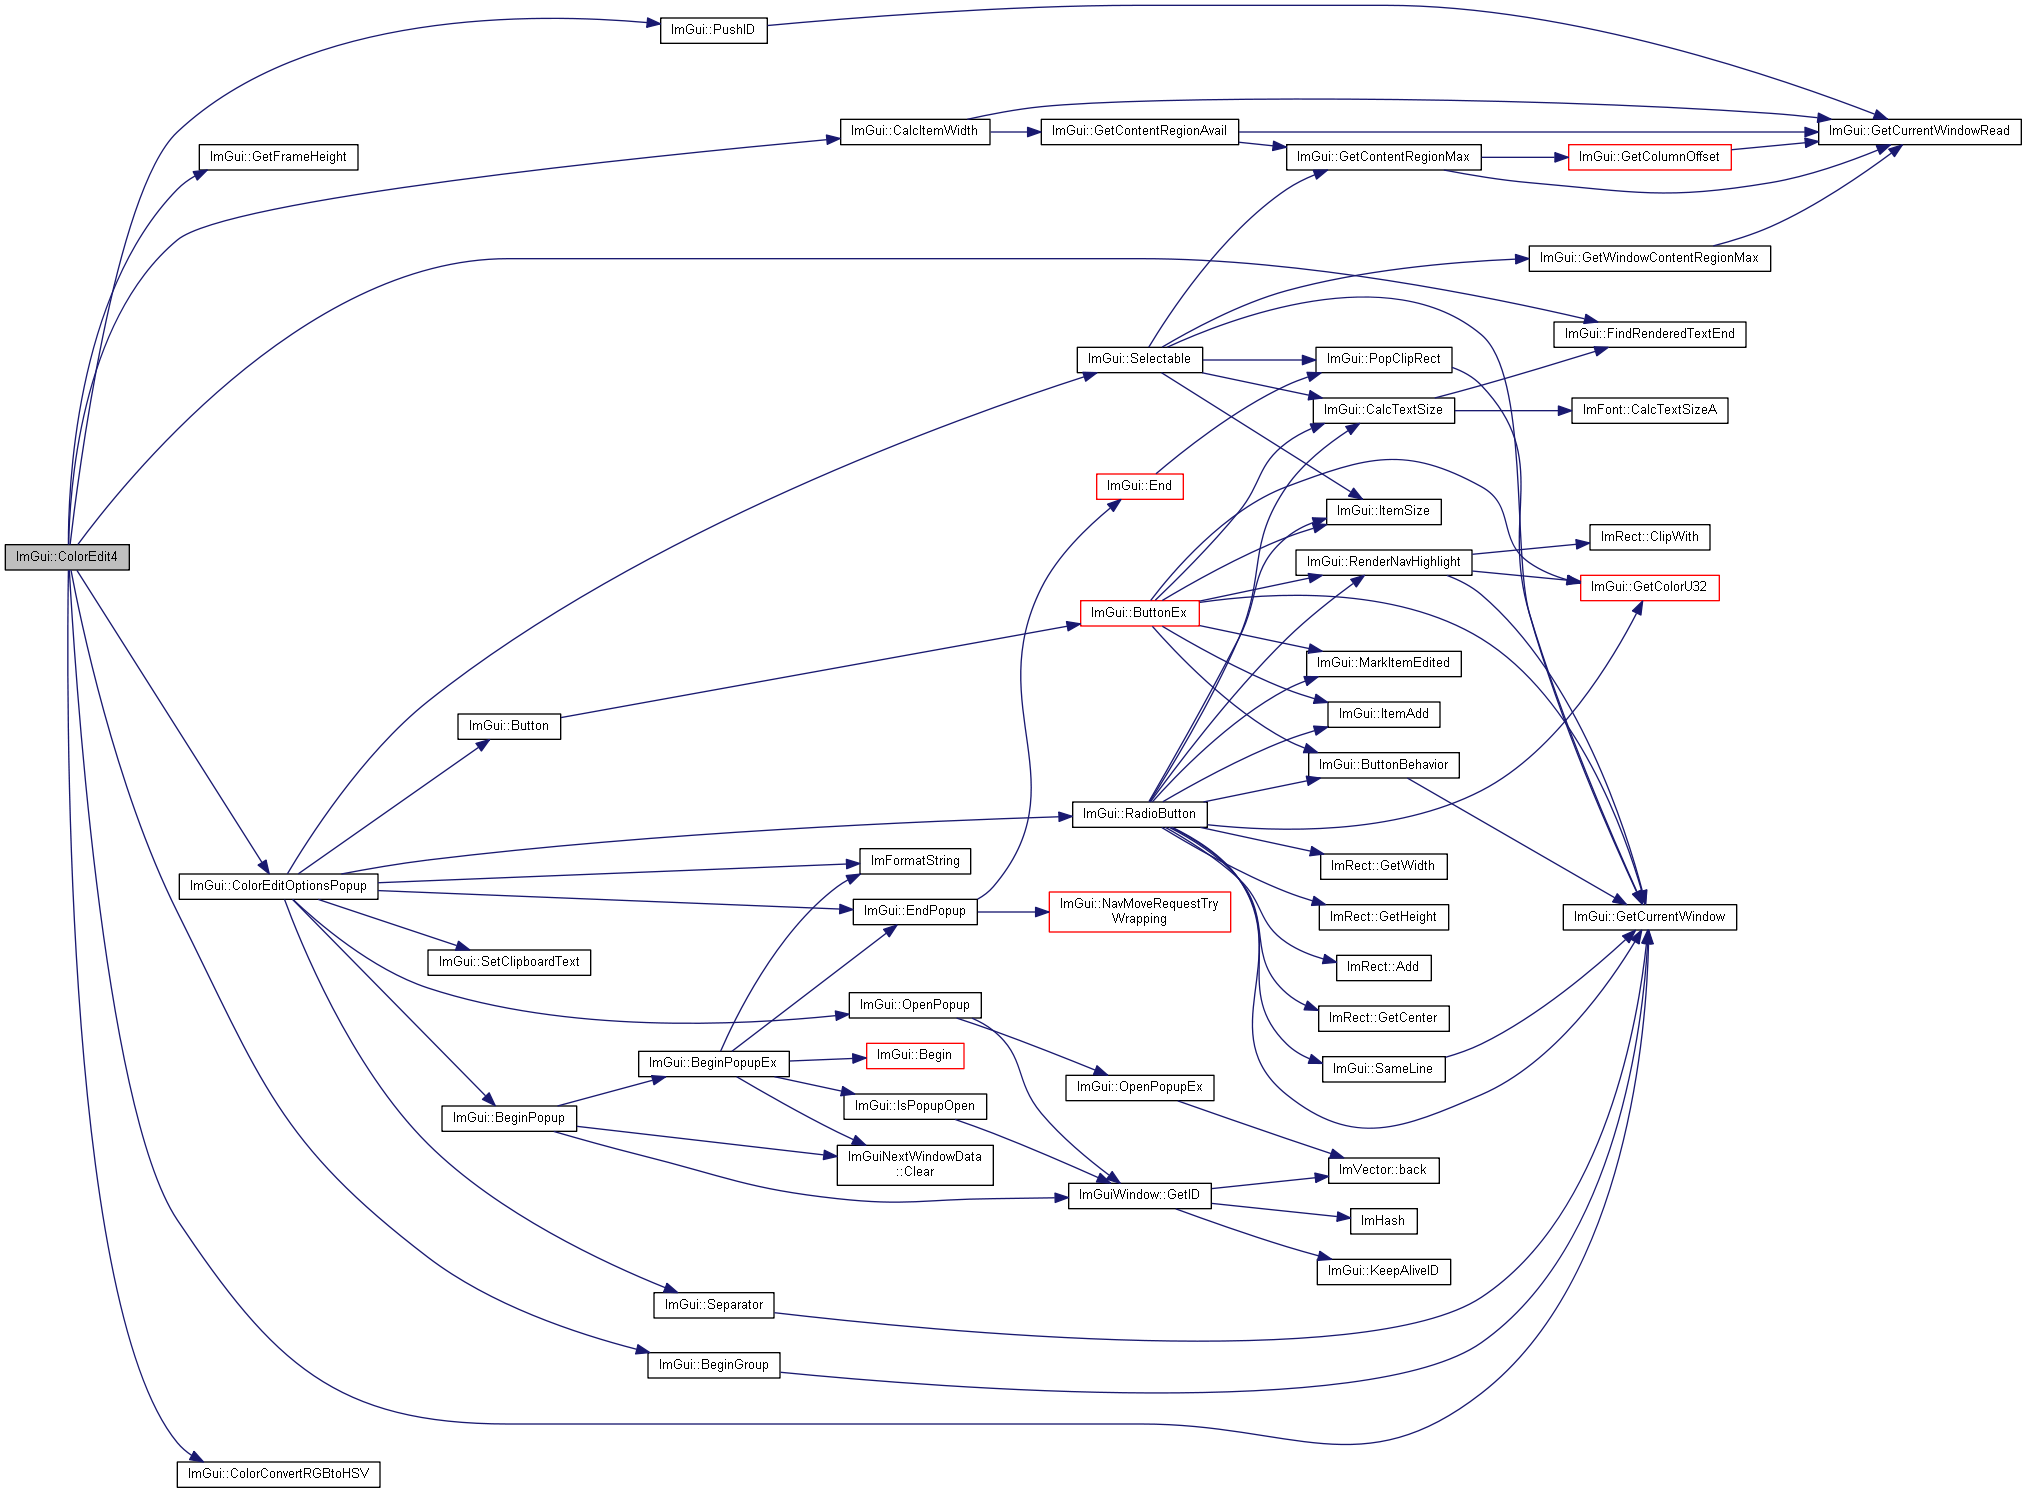 ImGui::PushID
ImGui::CalcItemWidth
ImGui::GetContentRegionAvail
ImGui::GetCurrentWindowRead
ImGui::GetFrameHeight
ImGui::GetContentRegionMax
ImGui::GetColumnOffset
ImGui::GetWindowContentRegionMax
ImGui::FindRenderedTextEnd
ImGui::Selectable
ImGui::PopClipRect
ImGui::CalcTextSize
ImFont::CalcTextSizeA
ImGui::End
ImGui::ItemSize
ImRect::ClipWith
ImGui::ColorEdit4
ImGui::RenderNavHighlight
ImGui::GetColorU32
ImGui::ButtonEx
ImGui::MarkItemEdited
ImGui::ItemAdd
ImGui::Button
ImGui::ButtonBehavior
ImGui::RadioButton
ImFormatString
ImRect::GetWidth
ImGui::ColorEditOptionsPopup
ImGui::EndPopup
ImGui::NavMoveRequestTry
Wrapping
ImRect::GetHeight
ImGui::GetCurrentWindow
ImGui::SetClipboardText
ImRect::Add
ImGui::OpenPopup
ImRect::GetCenter
ImGui::BeginPopupEx
ImGui::Begin
ImGui::SameLine
ImGui::OpenPopupEx
ImGui::IsPopupOpen
ImGui::BeginPopup
ImGuiNextWindowData
::Clear
ImVector::back
ImGuiWindow::GetID
ImHash
ImGui::KeepAliveID
ImGui::Separator
ImGui::BeginGroup
ImGui::ColorConvertRGBtoHSV